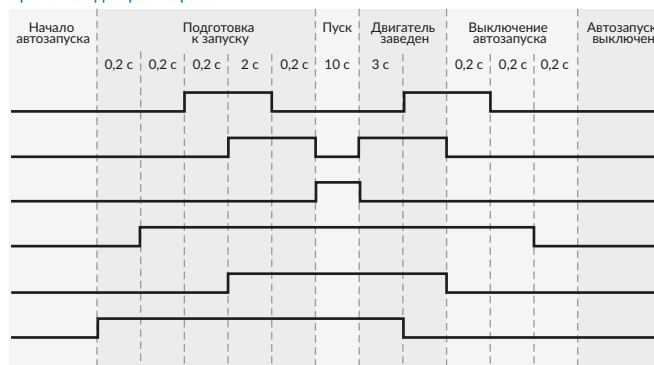 Начало
автозапуска
Подготовка
к запуску
Пуск
Двигатель
заведен
Выключение
автозапуска
Автозапуск
выключен
0,2 с
0,2 с
0,2 с
2 с
0,2 с
10 с
3 с
0,2 с
0,2 с
0,2 с